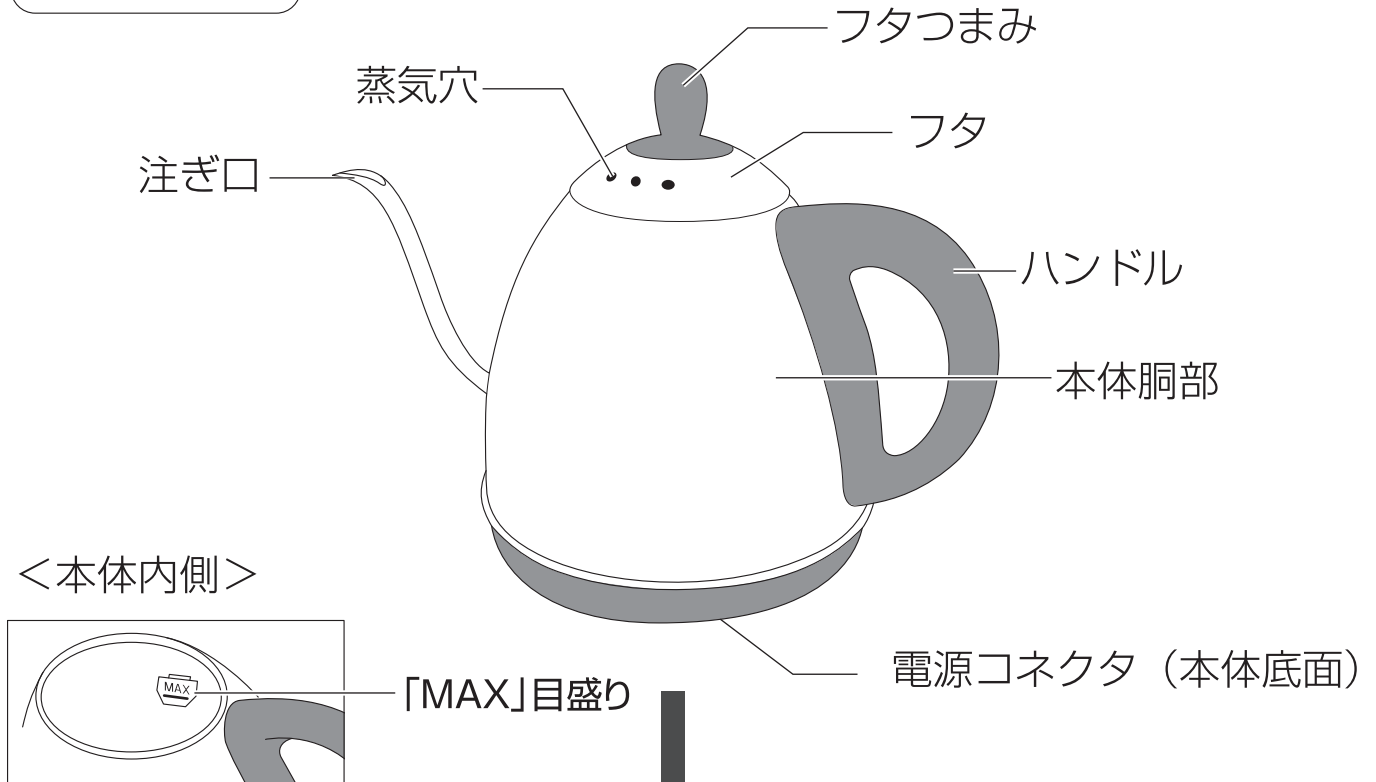 フタつまみ
蒸気穴
フタ
注ぎ口
ハンドル
本体胴部
＜本体内側＞
電源コネクタ（本体底面）
MAX
「MAX」目盛り